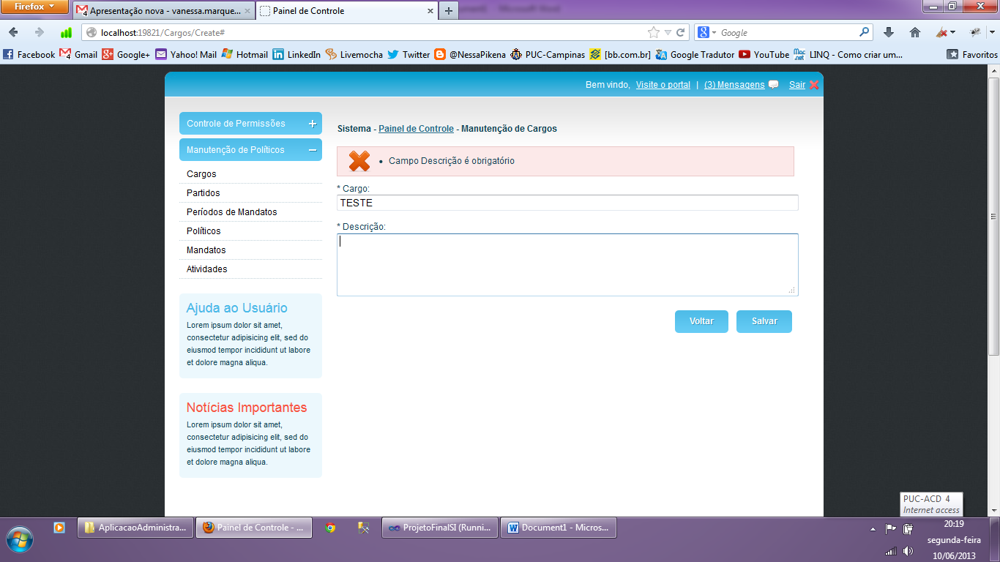 Firefox
Apresentação nova - vanessa.marque...
Painel de Controle
localhost:19821/Cargos/Create#
Google
Facebook
Gmail
Google+
Yahoo! Mail
Hotmail
LinkedIn
Livemocha
Twitter
@NessaPikena
PUC-Campinas
[bb.com.br]
Google Tradutor
YouTube
LINQ - Como criar um...
Favoritos
Bem vindo, Visite o portal | (3) Mensagens Sair
Controle de Permissões
Manutenção de Políticos
Cargos
Partidos
Períodos de Mandatos
Políticos
Mandatos
Atividades
Ajuda ao Usuário
Lorem ipsum dolor sit amet,
consectetur adipisicing elit, sed do
eiusmod tempor incididunt ut labore
et dolore magna aliqua.
Notícias Importantes
Lorem ipsum dolor sit amet,
consectetur adipisicing elit, sed do
eiusmod tempor incididunt ut labore
et dolore magna aliqua.
Sistema - Painel de Controle - Manutenção de Cargos
Campo Descrição é obrigatório
* Cargo:
TESTE
* Descrição:
Voltar
Salvar
PUC-ACD 4
Internet access
AplicacaoAdministra...
Painel de Controle - ...
ProjetoFinalSI (Runni...
Document1 - Micros...
20:19
segunda-feira
10/06/2013